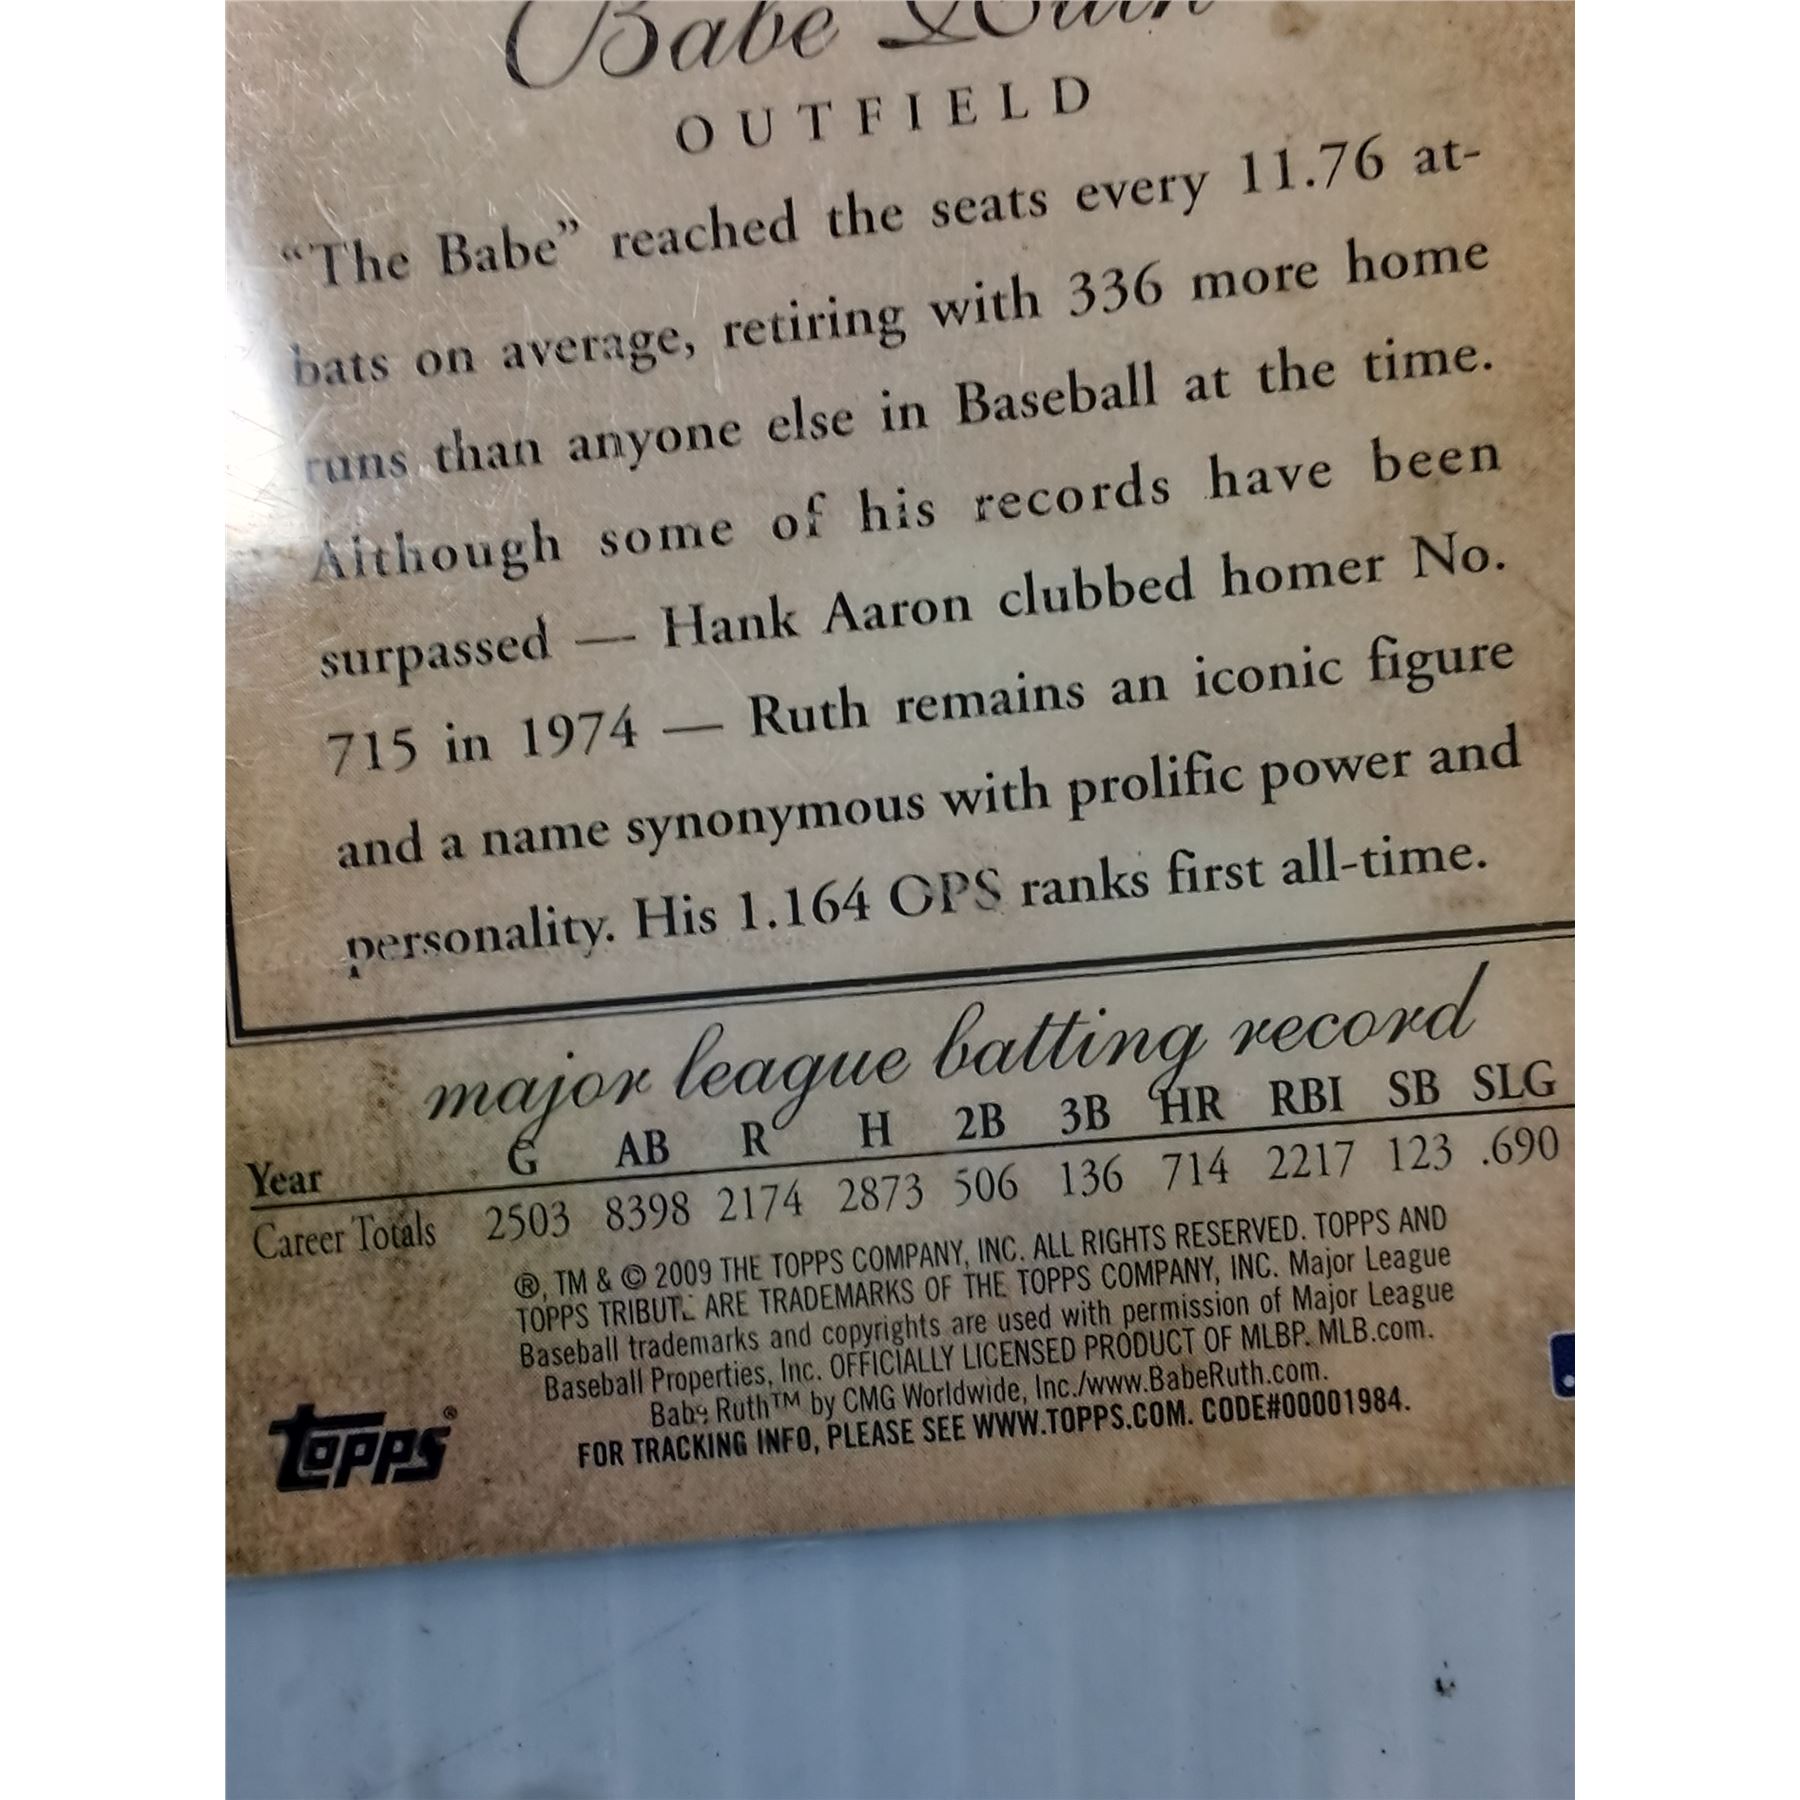 Babe Ruth
OUTFIELD
“The Babe” reached the seats every 11.76 at-
bats on average, retiring with 336 more home
runs than anyone else in Baseball at the time.
Although some of his records have been
surpassed — Hank Aaron clubbed homer No.
715 in 1974 — Ruth remains an iconic figure
and a name synonymous with prolific power and
personality. His 1.164 OPS ranks first all-time.
major league batting record
Year G AB R H 2B 3B HR RBI SB SLG
Career Totals 2503 8398 2174 2873 506 136 714 2217 123 .690
®, TM & © 2009 THE TOPPS COMPANY, INC. ALL RIGHTS RESERVED. TOPPS AND
TOPPS TRIBUTE ARE TRADEMARKS OF THE TOPPS COMPANY, INC. Major League
Baseball trademarks and copyrights are used with permission of Major League
Baseball Properties, Inc. OFFICIALLY LICENSED PRODUCT OF MLBP. MLB.com.
Babe Ruth™ by CMG Worldwide, Inc./www.BabeRuth.com.
FOR TRACKING INFO, PLEASE SEE WWW.TOPPS.COM. CODE#00001984.
TOPPS®